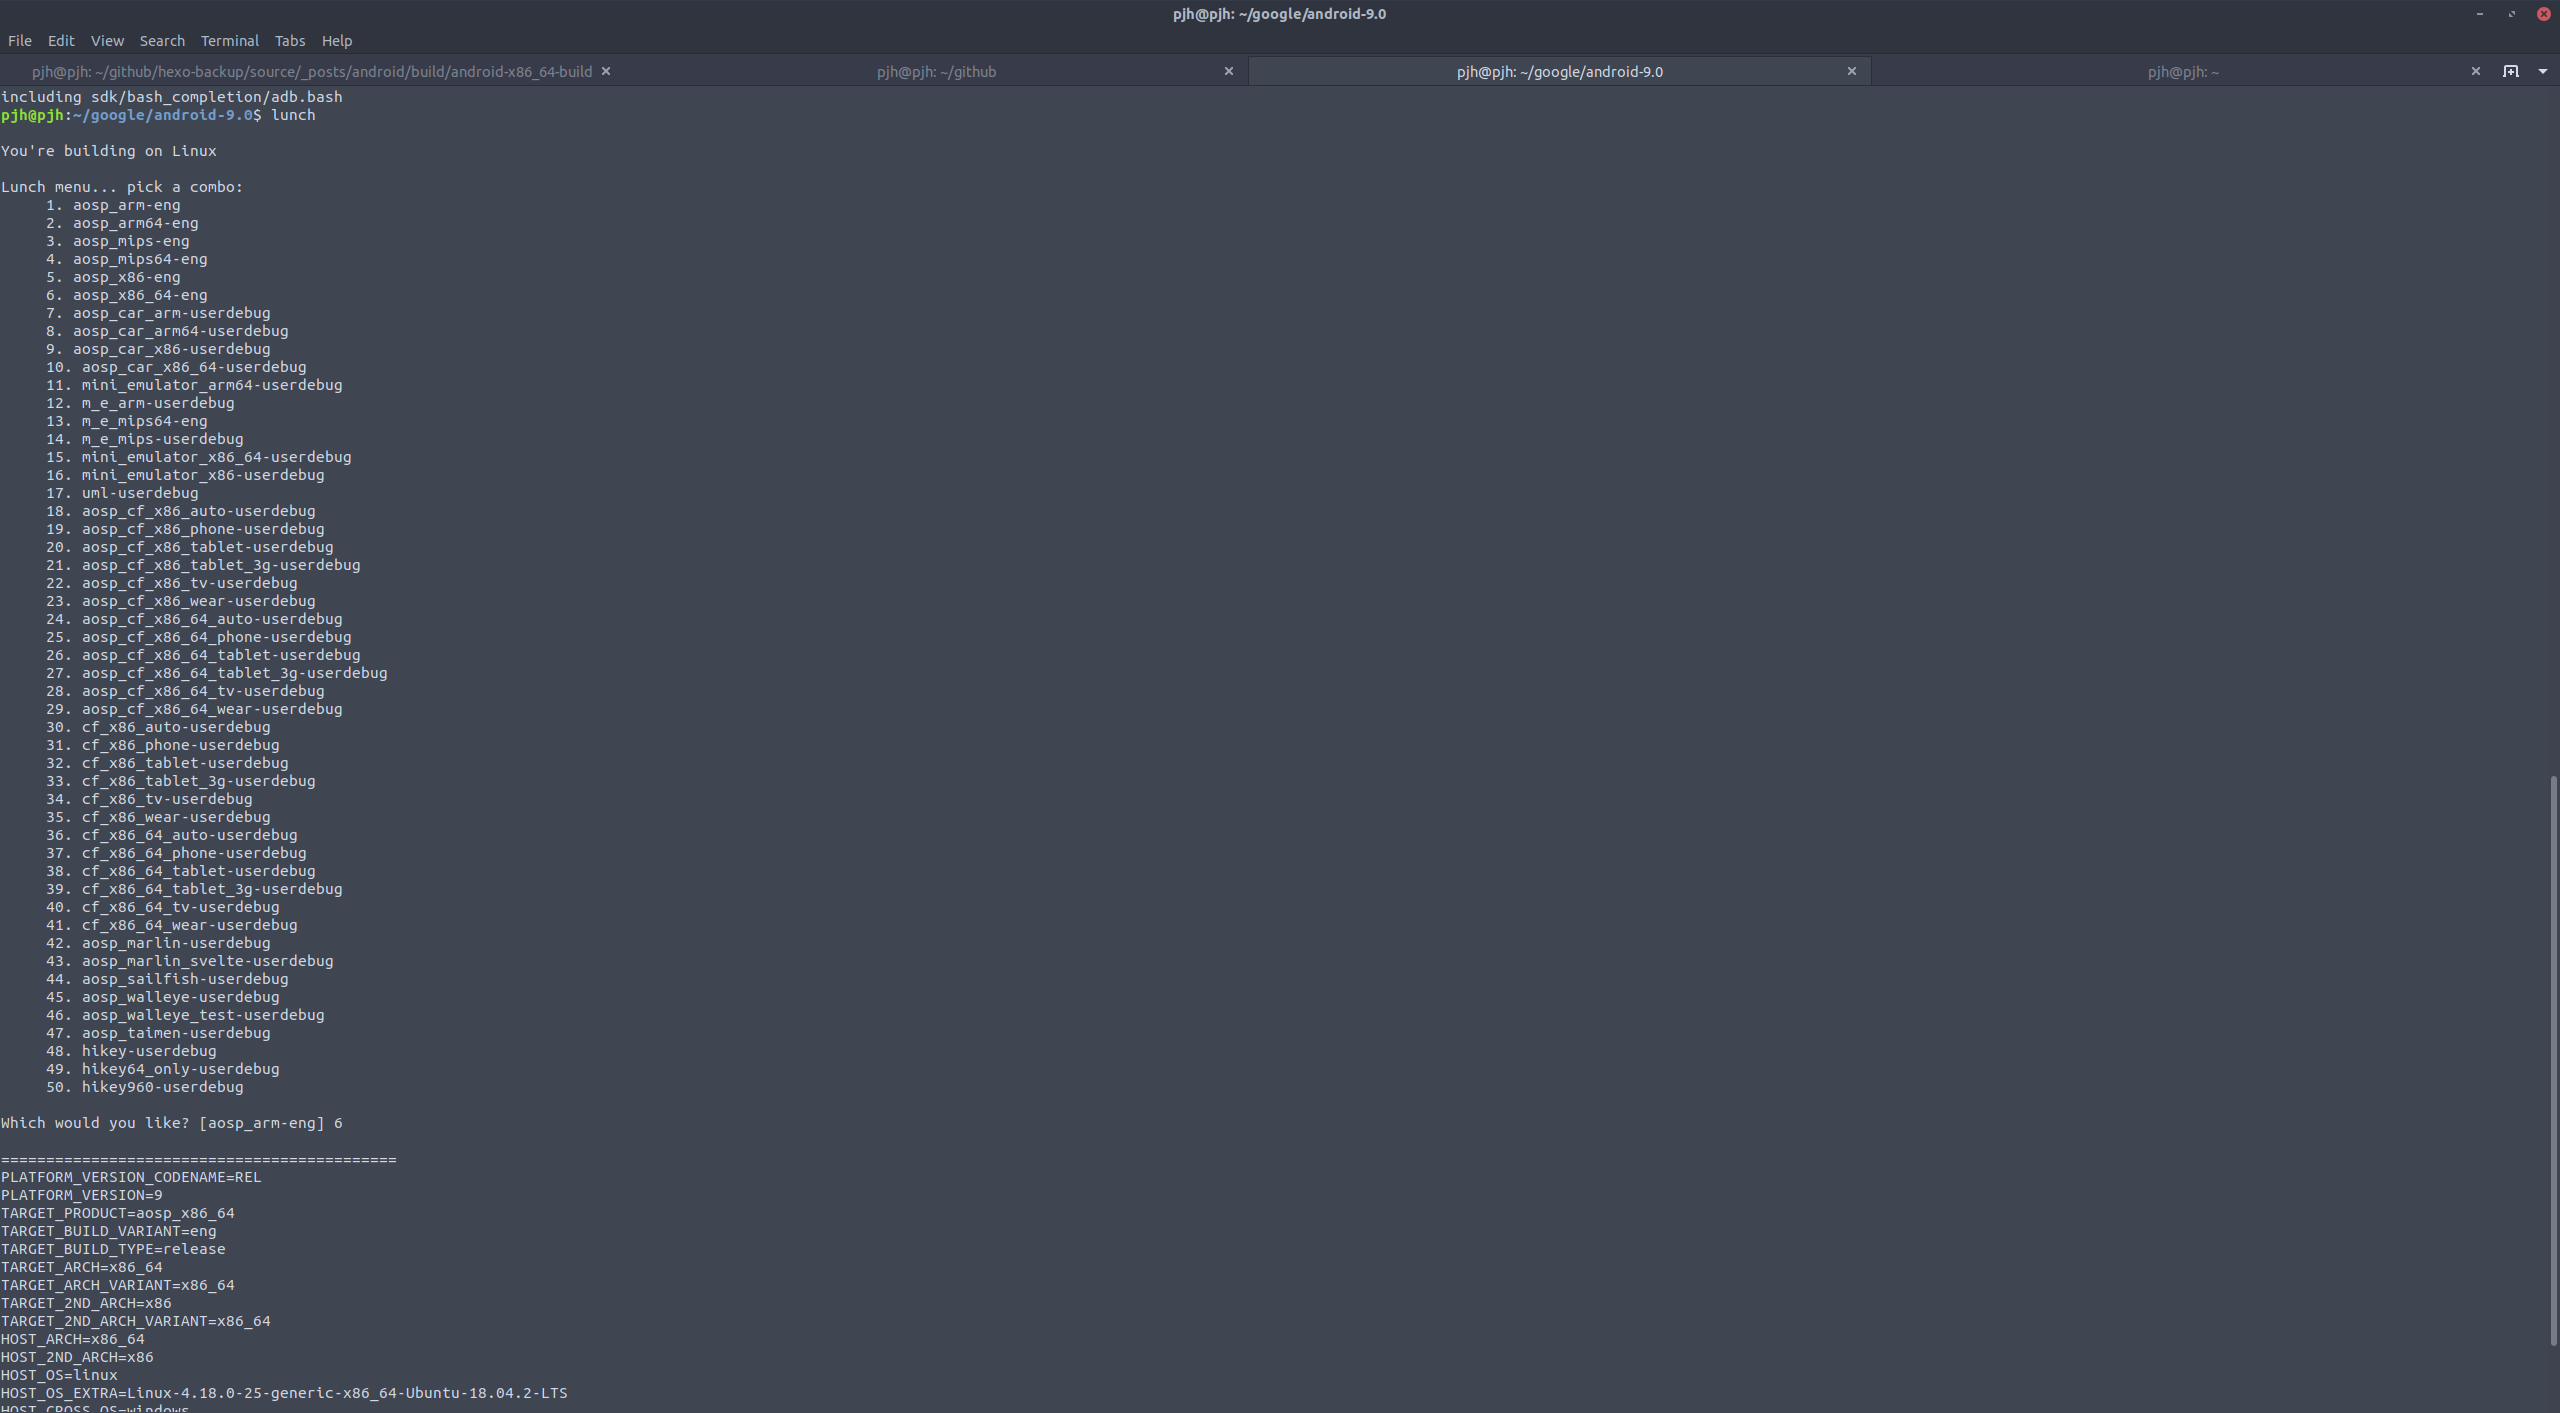 pjh@pjh: ~/google/android-9.0
File Edit View Search Terminal Tabs Help
pjh@pjh: ~/github/hexo-backup/source/_posts/android/build/android-x86_64-build
pjh@pjh: ~/github
pjh@pjh: ~/google/android-9.0
pjh@pjh: ~
including sdk/bash_completion/adb.bash
pjh@pjh:~/google/android-9.0$ lunch
You're building on Linux
Lunch menu... pick a combo:
1. aosp_arm-eng
2. aosp_arm64-eng
3. aosp_mips-eng
4. aosp_mips64-eng
5. aosp_x86-eng
6. aosp_x86_64-eng
7. aosp_car_arm-userdebug
8. aosp_car_arm64-userdebug
9. aosp_car_x86-userdebug
10. aosp_car_x86_64-userdebug
11. mini_emulator_arm64-userdebug
12. m_e_arm-userdebug
13. m_e_mips64-eng
14. m_e_mips-userdebug
15. mini_emulator_x86_64-userdebug
16. mini_emulator_x86-userdebug
17. uml-userdebug
18. aosp_cf_x86_auto-userdebug
19. aosp_cf_x86_phone-userdebug
20. aosp_cf_x86_tablet-userdebug
21. aosp_cf_x86_tablet_3g-userdebug
22. aosp_cf_x86_tv-userdebug
23. aosp_cf_x86_wear-userdebug
24. aosp_cf_x86_64_auto-userdebug
25. aosp_cf_x86_64_phone-userdebug
26. aosp_cf_x86_64_tablet-userdebug
27. aosp_cf_x86_64_tablet_3g-userdebug
28. aosp_cf_x86_64_tv-userdebug
29. aosp_cf_x86_64_wear-userdebug
30. cf_x86_auto-userdebug
31. cf_x86_phone-userdebug
32. cf_x86_tablet-userdebug
33. cf_x86_tablet_3g-userdebug
34. cf_x86_tv-userdebug
35. cf_x86_wear-userdebug
36. cf_x86_64_auto-userdebug
37. cf_x86_64_phone-userdebug
38. cf_x86_64_tablet-userdebug
39. cf_x86_64_tablet_3g-userdebug
40. cf_x86_64_tv-userdebug
41. cf_x86_64_wear-userdebug
42. aosp_marlin-userdebug
43. aosp_marlin_svelte-userdebug
44. aosp_sailfish-userdebug
45. aosp_walleye-userdebug
46. aosp_walleye_test-userdebug
47. aosp_taimen-userdebug
48. hikey-userdebug
49. hikey64_only-userdebug
50. hikey960-userdebug
Which would you like? [aosp_arm-eng] 6
============================================
PLATFORM_VERSION_CODENAME=REL
PLATFORM_VERSION=9
TARGET_PRODUCT=aosp_x86_64
TARGET_BUILD_VARIANT=eng
TARGET_BUILD_TYPE=release
TARGET_ARCH=x86_64
TARGET_ARCH_VARIANT=x86_64
TARGET_2ND_ARCH=x86
TARGET_2ND_ARCH_VARIANT=x86_64
HOST_ARCH=x86_64
HOST_2ND_ARCH=x86
HOST_OS=linux
HOST_OS_EXTRA=Linux-4.18.0-25-generic-x86_64-Ubuntu-18.04.2-LTS
HOST_CROSS_OS=windows